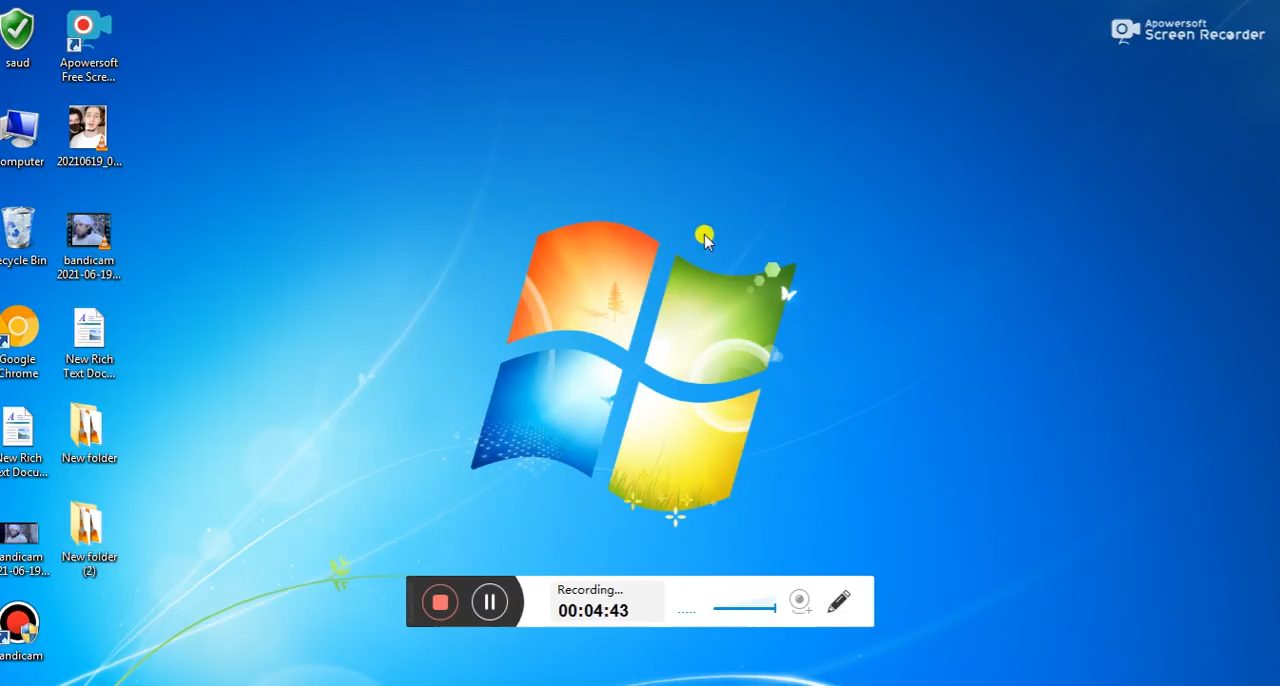 Apowersoft
Screen Recorder
saud
Apowersoft
Free Scre...
omputer
20210619_0...
ecycle Bin
bandicam
2021-06-19...
Google
Chrome
New Rich
Text Doc...
New Rich
ext Docu...
New folder
andicam
21-06-19...
New folder
(2)
andicam
Recording...
00:04:43